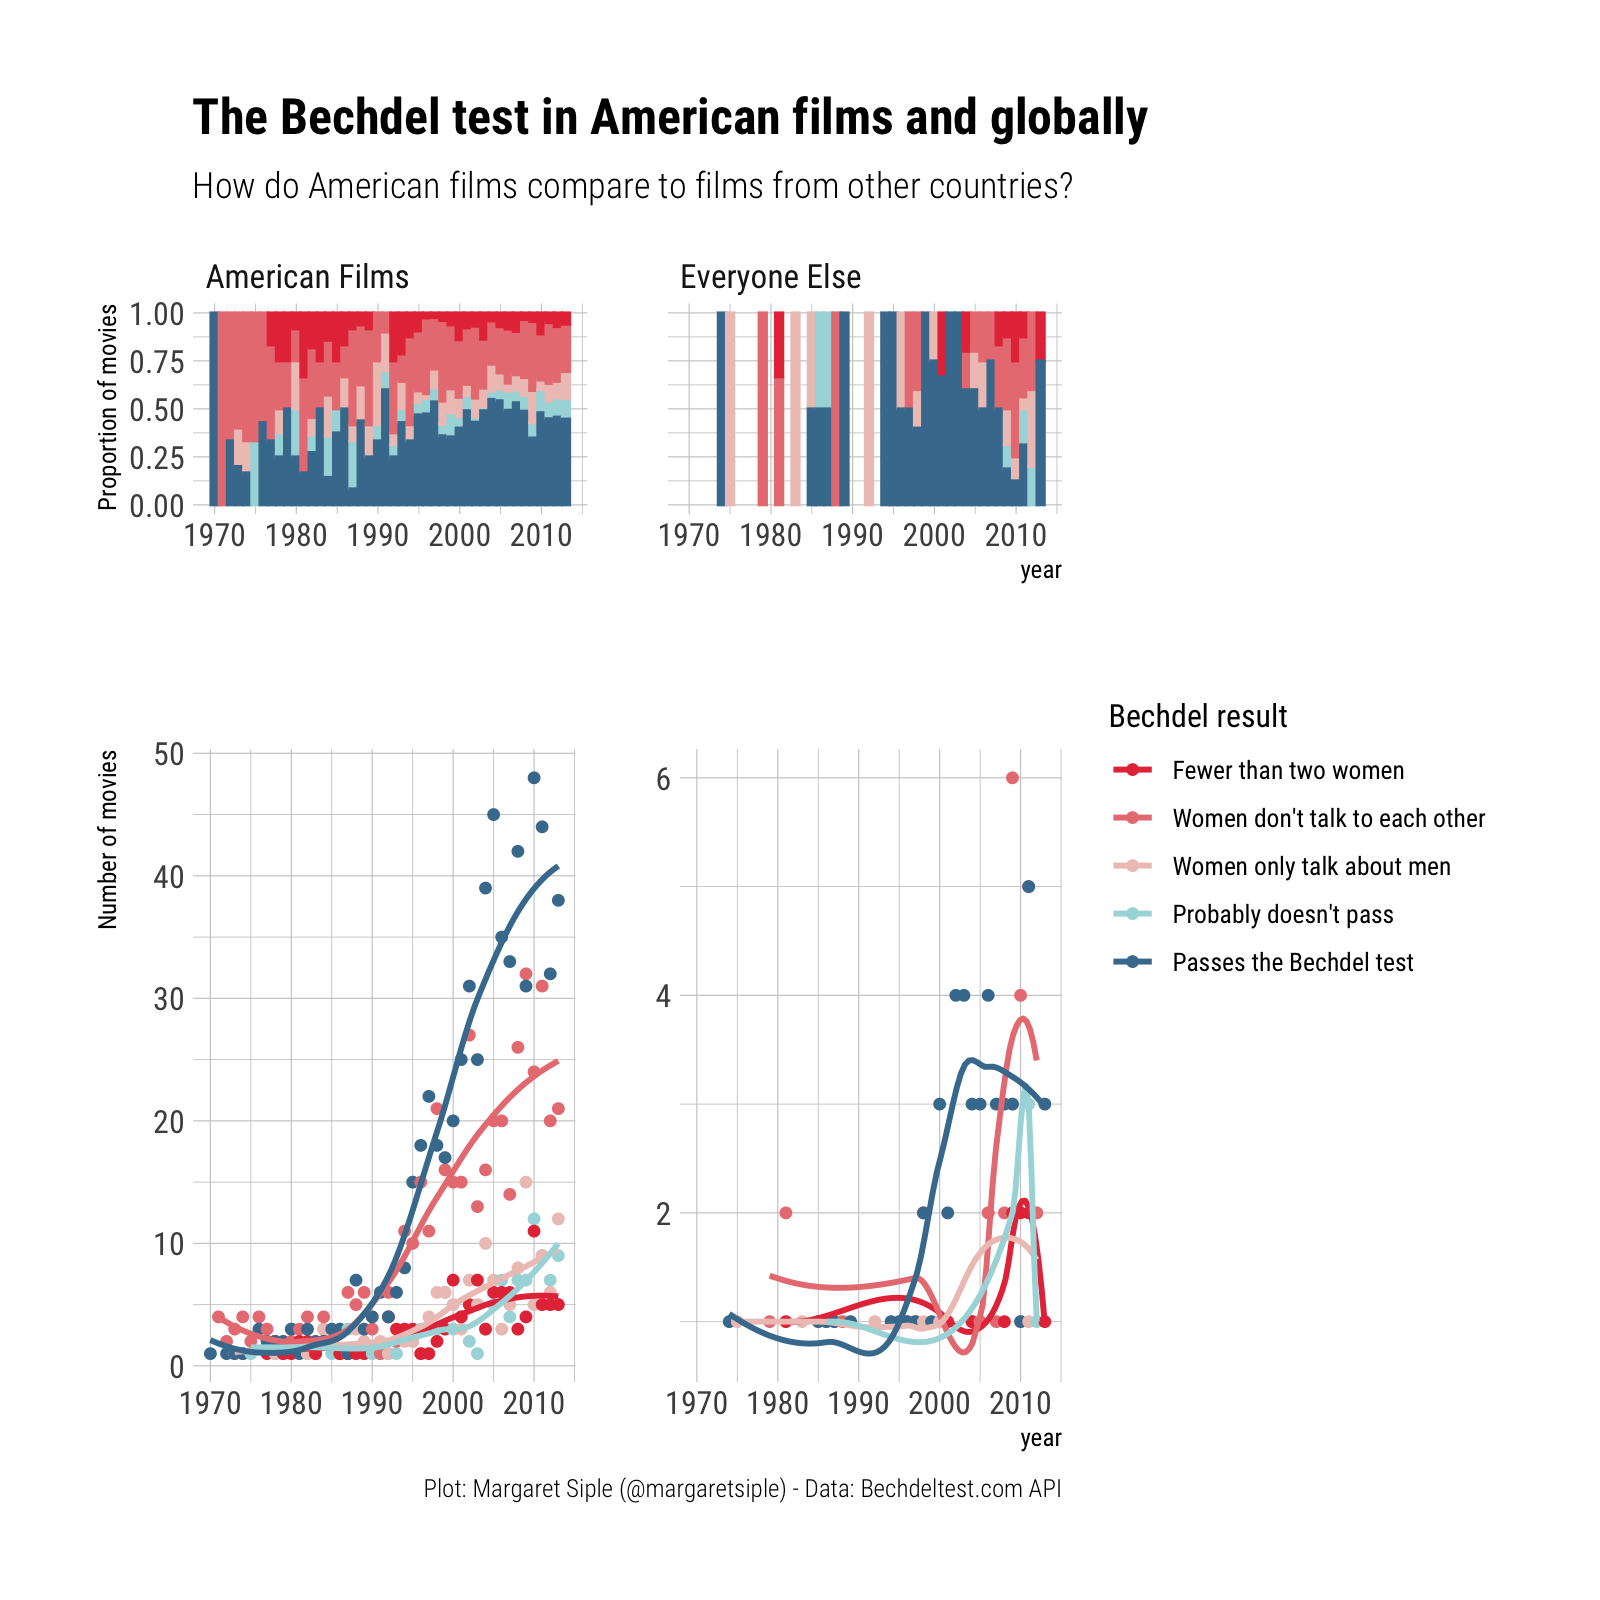 The Bechdel test in American films and globally
How do American films compare to films from other countries?
American Films
Everyone Else
Proportion of movies
1.00
0.75
0.50
0.25
0.00
1970 1980 1990 2000 2010
1970 1980 1990 2000 2010
year
Number of movies
50
40
30
20
10
0
1970 1980 1990 2000 2010
6
4
2
1970 1980 1990 2000 2010
year
Bechdel result
Fewer than two women
Women don't talk to each other
Women only talk about men
Probably doesn't pass
Passes the Bechdel test
Plot: Margaret Siple (@margaretsiple) - Data: Bechdeltest.com API